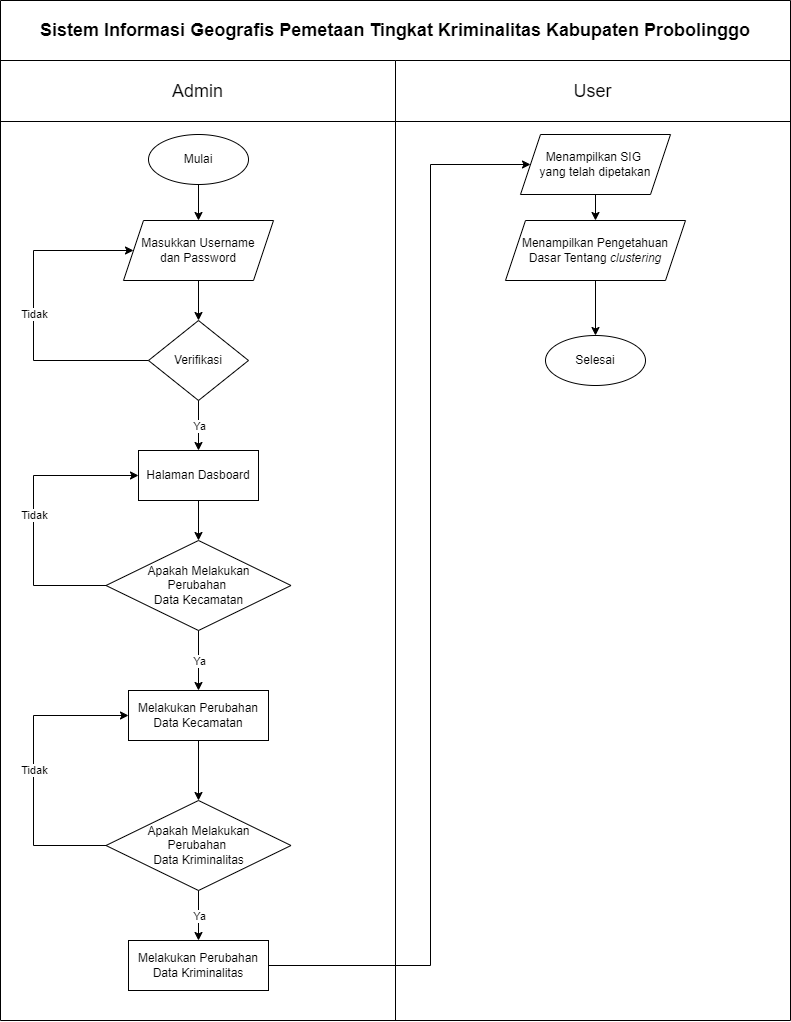 Sistem Informasi Geografis Pemetaan Tingkat Kriminalitas Kabupaten Probolinggo
Admin
User
Mulai
Masukkan Username
dan Password
Tidak
Verifikasi
Ya
Halaman Dasboard
Tidak
Apakah Melakukan
Perubahan
Data Kecamatan
Ya
Melakukan Perubahan
Data Kecamatan
Tidak
Apakah Melakukan
Perubahan
Data Kriminalitas
Ya
Melakukan Perubahan
Data Kriminalitas
Menampilkan SIG
yang telah dipetakan
Menampilkan Pengetahuan
Dasar Tentang clustering
Selesai